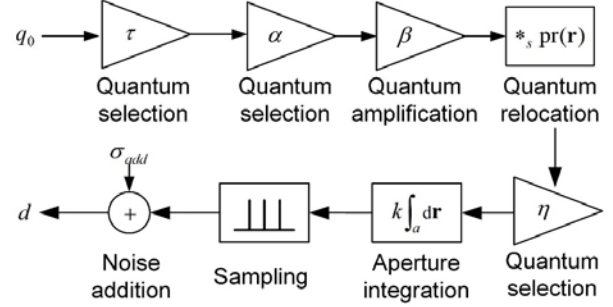 q₀ τ α β *ₛ pr(r)
Quantum selection
Quantum selection
Quantum amplification
Quantum relocation
σₐdd
d + k∫ₐ dr η
Noise addition
Sampling
Aperture integration
Quantum selection